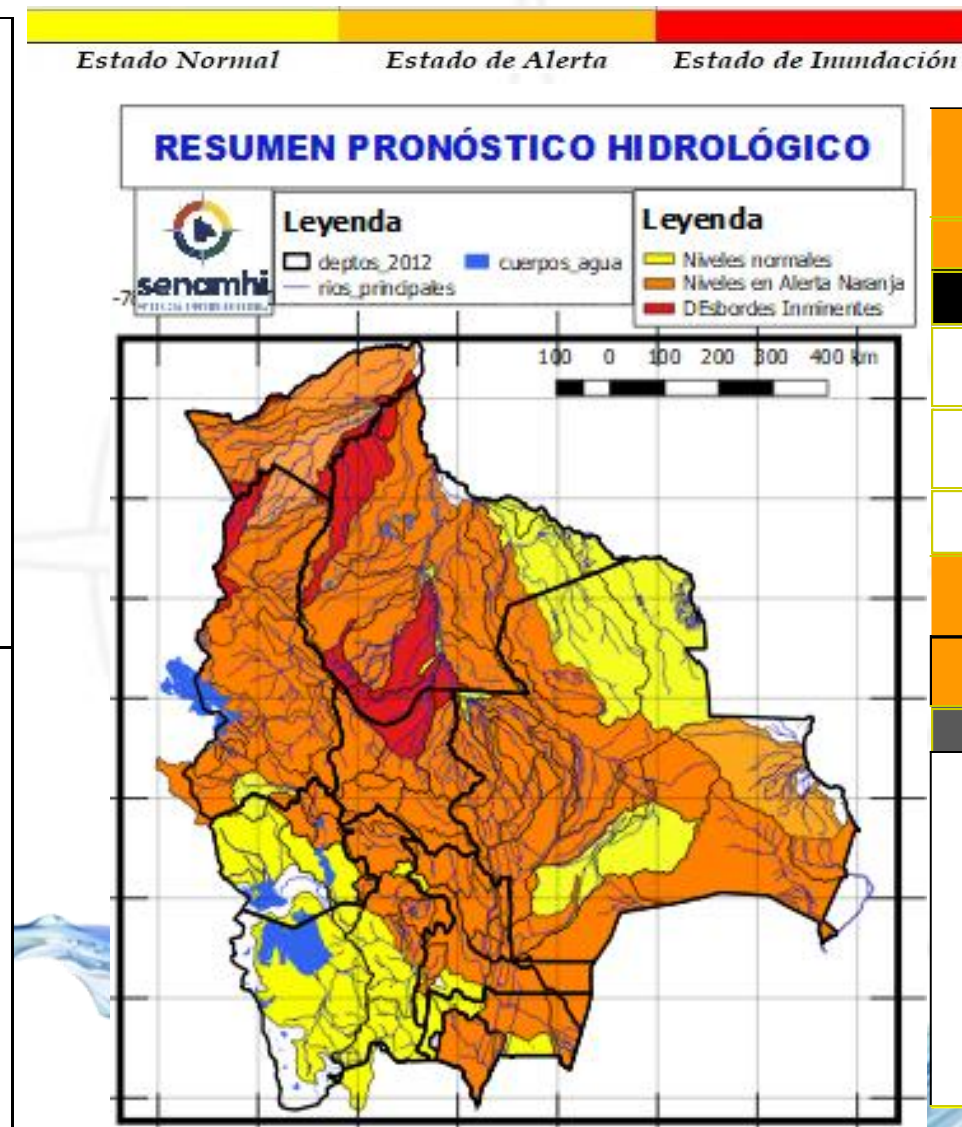 Estado Normal Estado de Alerta Estado de Inundación
RESUMEN PRONÓSTICO HIDROLÓGICO
senamhi
Leyenda
deptos_2012 cuerpos_agua
rios_principales
Leyenda
Niveles normales
Niveles en Alerta Naranja
DEsbordes Inminentes
100 0 100 200 300 400 km